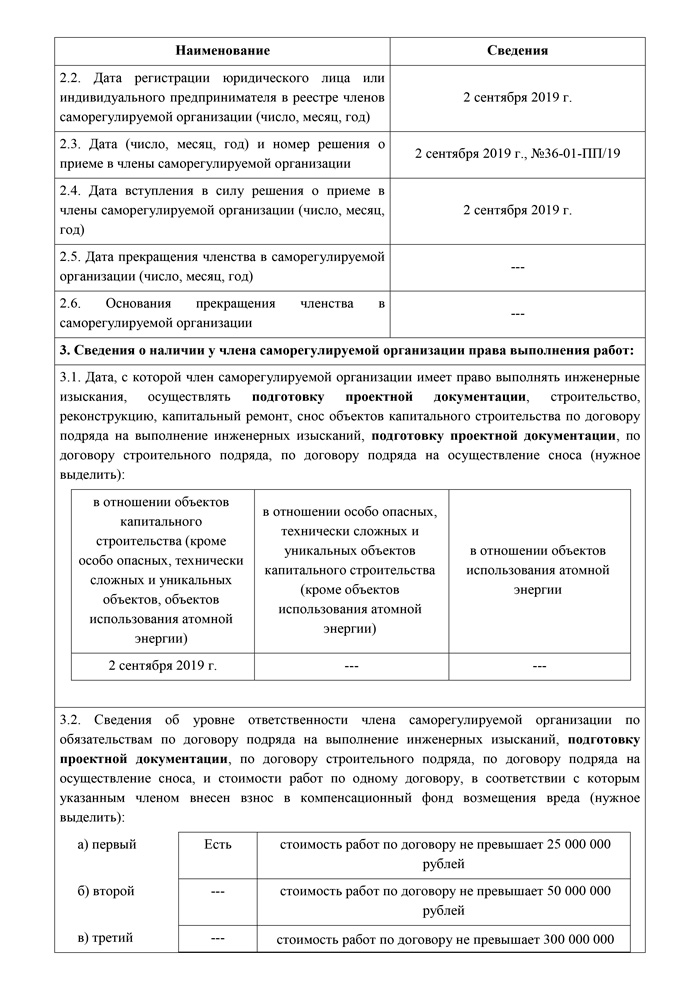 Наименование
Сведения
2.2. Дата регистрации юридического лица или
индивидуального предпринимателя в реестре членов
саморегулируемой организации (число, месяц, год)
2 сентября 2019 г.
2.3. Дата (число, месяц, год) и номер решения о
приеме в члены саморегулируемой организации
2 сентября 2019 г., №36-01-ПП/19
2.4. Дата вступления в силу решения о приеме в
члены саморегулируемой организации (число, месяц,
год)
2 сентября 2019 г.
2.5. Дата прекращения членства в саморегулируемой
организации (число, месяц, год)
---
2.6. Основания прекращения членства в
саморегулируемой организации
---
3. Сведения о наличии у члена саморегулируемой организации права выполнения работ:
3.1. Дата, с которой член саморегулируемой организации имеет право выполнять инженерные
изыскания, осуществлять подготовку проектной документации, строительство,
реконструкцию, капитальный ремонт, снос объектов капитального строительства по договору
подряда на выполнение инженерных изысканий, подготовку проектной документации, по
договору строительного подряда, по договору подряда на осуществление сноса (нужное
выделить):
в отношении объектов
капитального
строительства (кроме
особо опасных, технически
сложных и уникальных
объектов, объектов
использования атомной
энергии)
в отношении особо опасных,
технически сложных и
уникальных объектов
капитального строительства
(кроме объектов
использования атомной
энергии)
в отношении объектов
использования атомной
энергии
2 сентября 2019 г.
---
---
3.2. Сведения об уровне ответственности члена саморегулируемой организации по
обязательствам по договору подряда на выполнение инженерных изысканий, подготовку
проектной документации, по договору строительного подряда, по договору подряда на
осуществление сноса, и стоимости работ по одному договору, в соответствии с которым
указанным членом внесен взнос в компенсационный фонд возмещения вреда (нужное
выделить):
а) первый
Есть
стоимость работ по договору не превышает 25 000 000
рублей
б) второй
---
стоимость работ по договору не превышает 50 000 000
рублей
в) третий
---
стоимость работ по договору не превышает 300 000 000